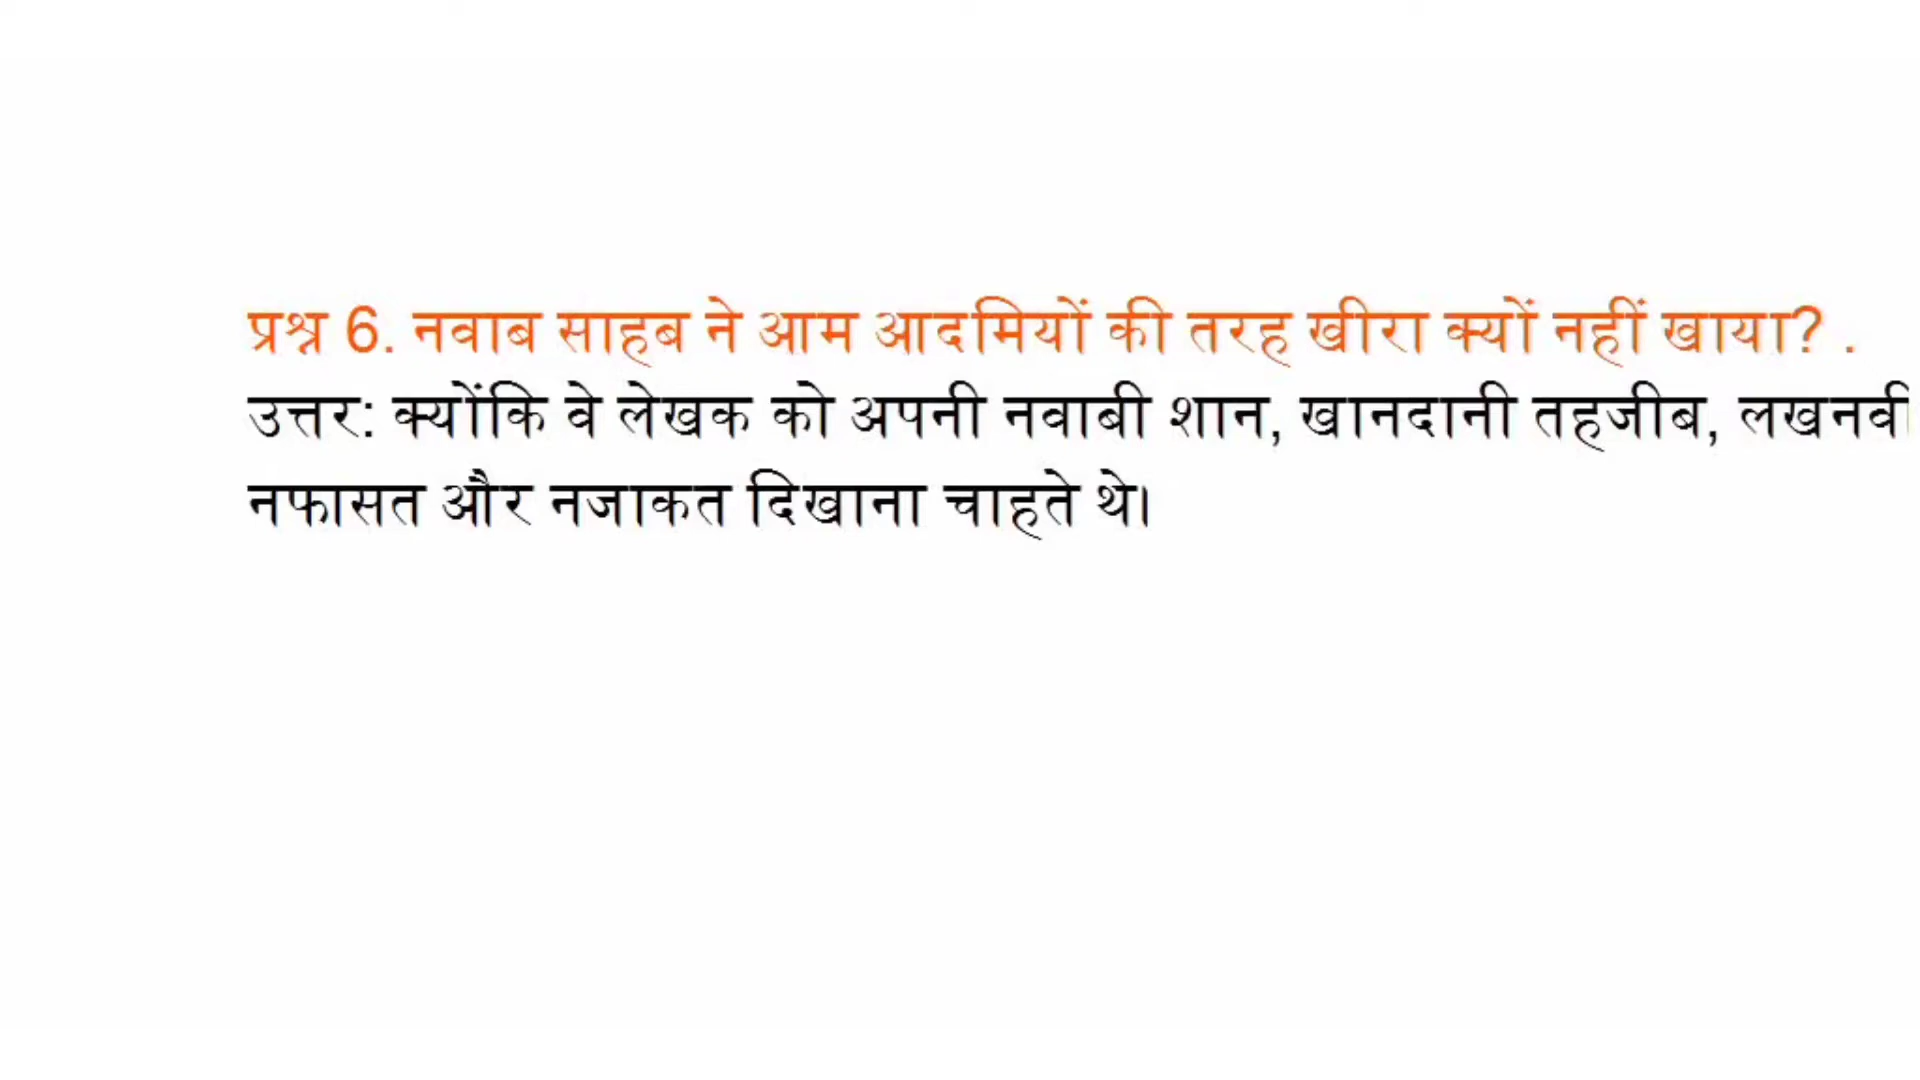 प्रश्न 6. नवाब साहब ने आम आदमियों की तरह खीरा क्यों नहीं खाया? .
उत्तर: क्योंकि वे लेखक को अपनी नवाबी शान, खानदानी तहजीब, लखनवी
नफासत और नजाकत दिखाना चाहते थे।